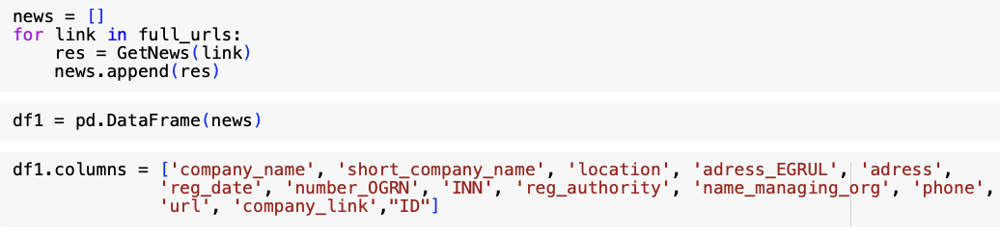 news = []
for link in full_urls:
    res = GetNews(link)
    news.append(res)
df1 = pd.DataFrame(news)
df1.columns = ['company_name', 'short_company_name', 'location', 'adress_EGRUL', 'adress',
               'reg_date', 'number_OGRN', 'INN', 'reg_authority', 'name_managing_org', 'phone',
               'url', 'company_link',"ID"]